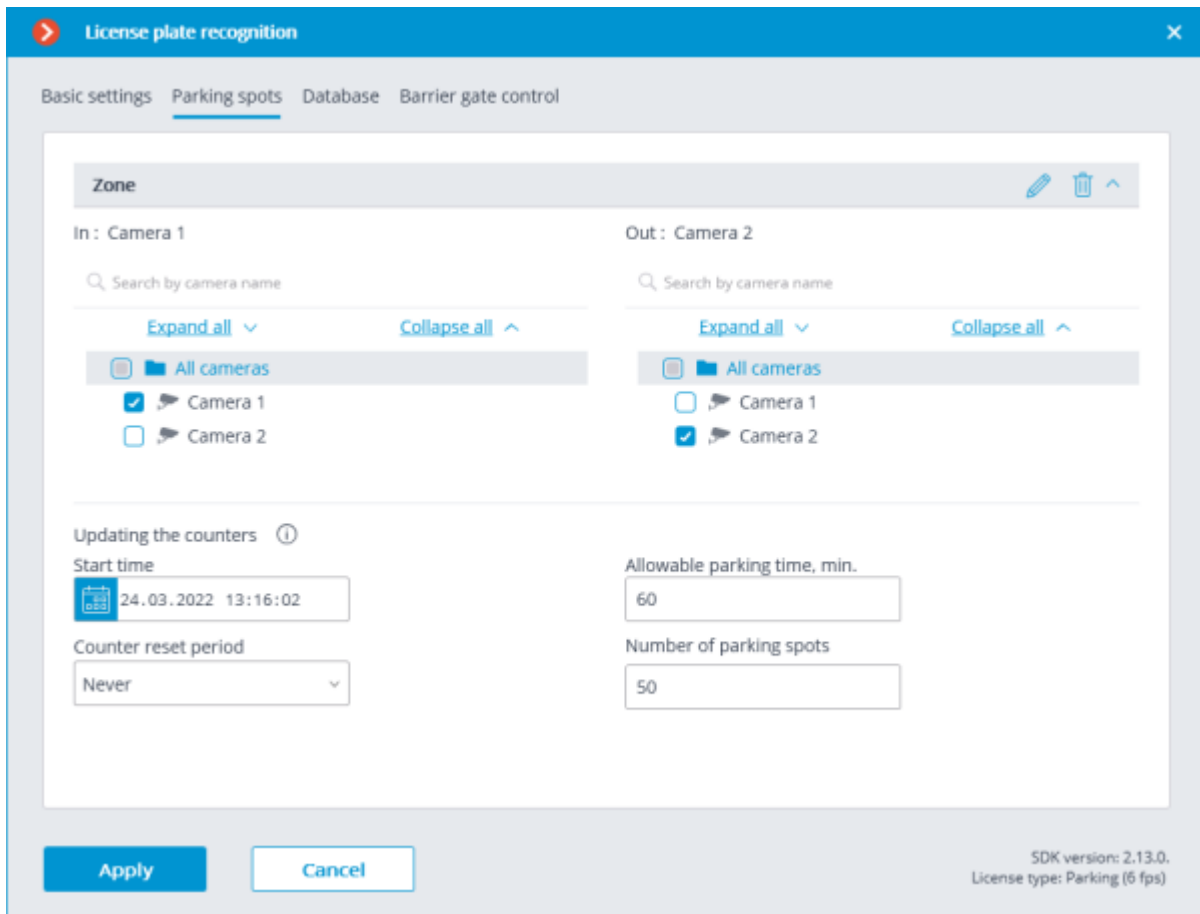 License plate recognition
Basic settings Parking spots Database Barrier gate control
Zone
In : Camera 1
Out : Camera 2
Search by camera name
Search by camera name
Expand all Collapse all
Expand all Collapse all
All cameras
All cameras
Camera 1
Camera 1
Camera 2
Camera 2
Updating the counters
Start time
Allowable parking time, min.
24.03.2022 13:16:02
60
Counter reset period
Number of parking spots
Never
50
Apply
Cancel
SDK version: 2.13.0.
License type: Parking (6 fps)